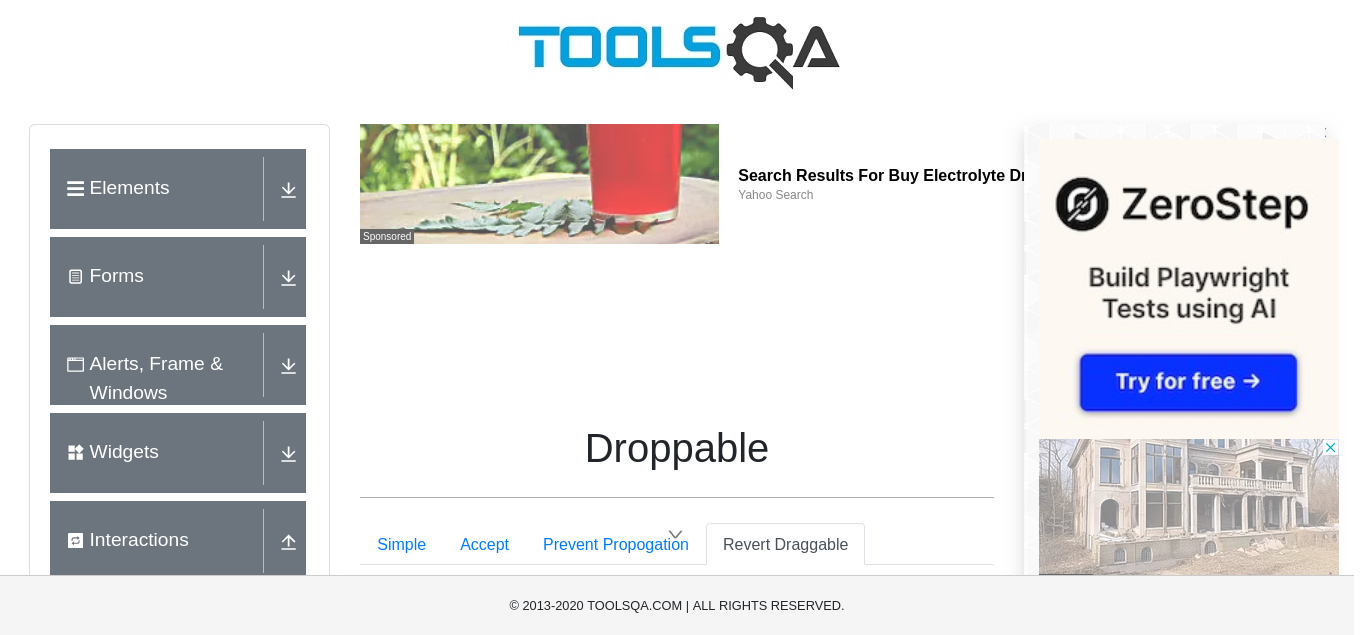 TOOLSQA
Elements
Forms
Alerts, Frame &
Windows
Widgets
Interactions
Sponsored
Search Results For Buy Electrolyte
Yahoo Search
Droppable
Simple
Accept
Prevent Propogation
Revert Draggable
ZeroStep
Build Playwright
Tests using AI
Try for free →
© 2013-2020 TOOLSQA.COM | ALL RIGHTS RESERVED.